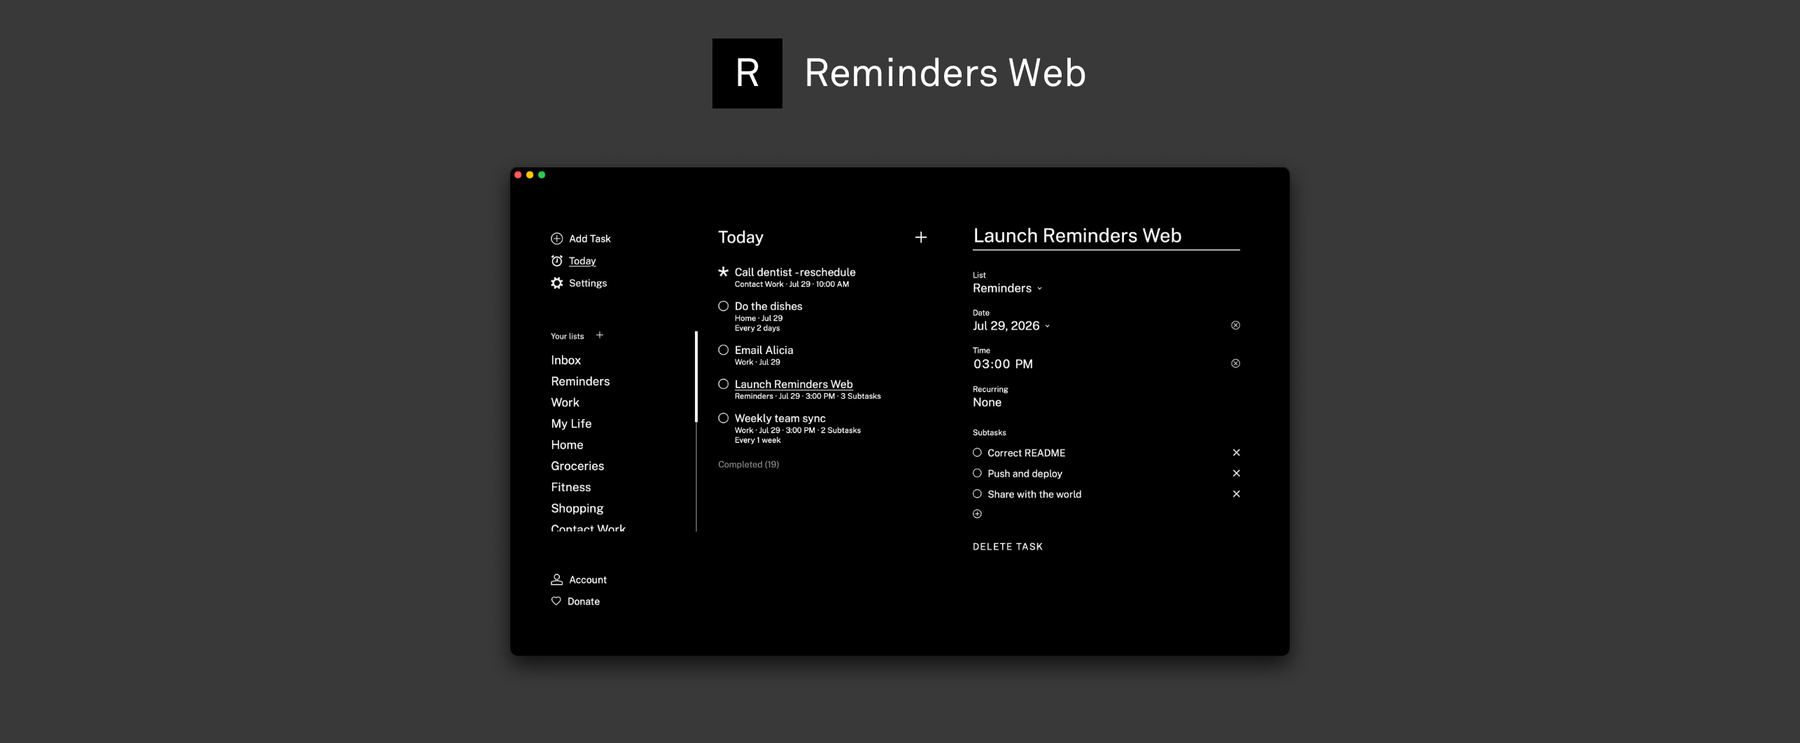 R
Reminders Web
Add Task
Today
Settings
Your lists
Inbox
Reminders
Work
My Life
Home
Groceries
Fitness
Shopping
Contact Work
Account
Donate
Today
Call dentist - reschedule
Contact Work · Jul 29 · 10:00 AM
Do the dishes
Home · Jul 29
Every 2 days
Email Alicia
Work · Jul 29
Launch Reminders Web
Reminders · Jul 29 · 3:00 PM · 3 Subtasks
Weekly team sync
Work · Jul 29 · 3:00 PM · 2 Subtasks
Every 1 week
Completed (19)
Launch Reminders Web
List
Reminders
Date
Jul 29, 2026
Time
03:00 PM
Recurring
None
Subtasks
Correct README
Push and deploy
Share with the world
DELETE TASK